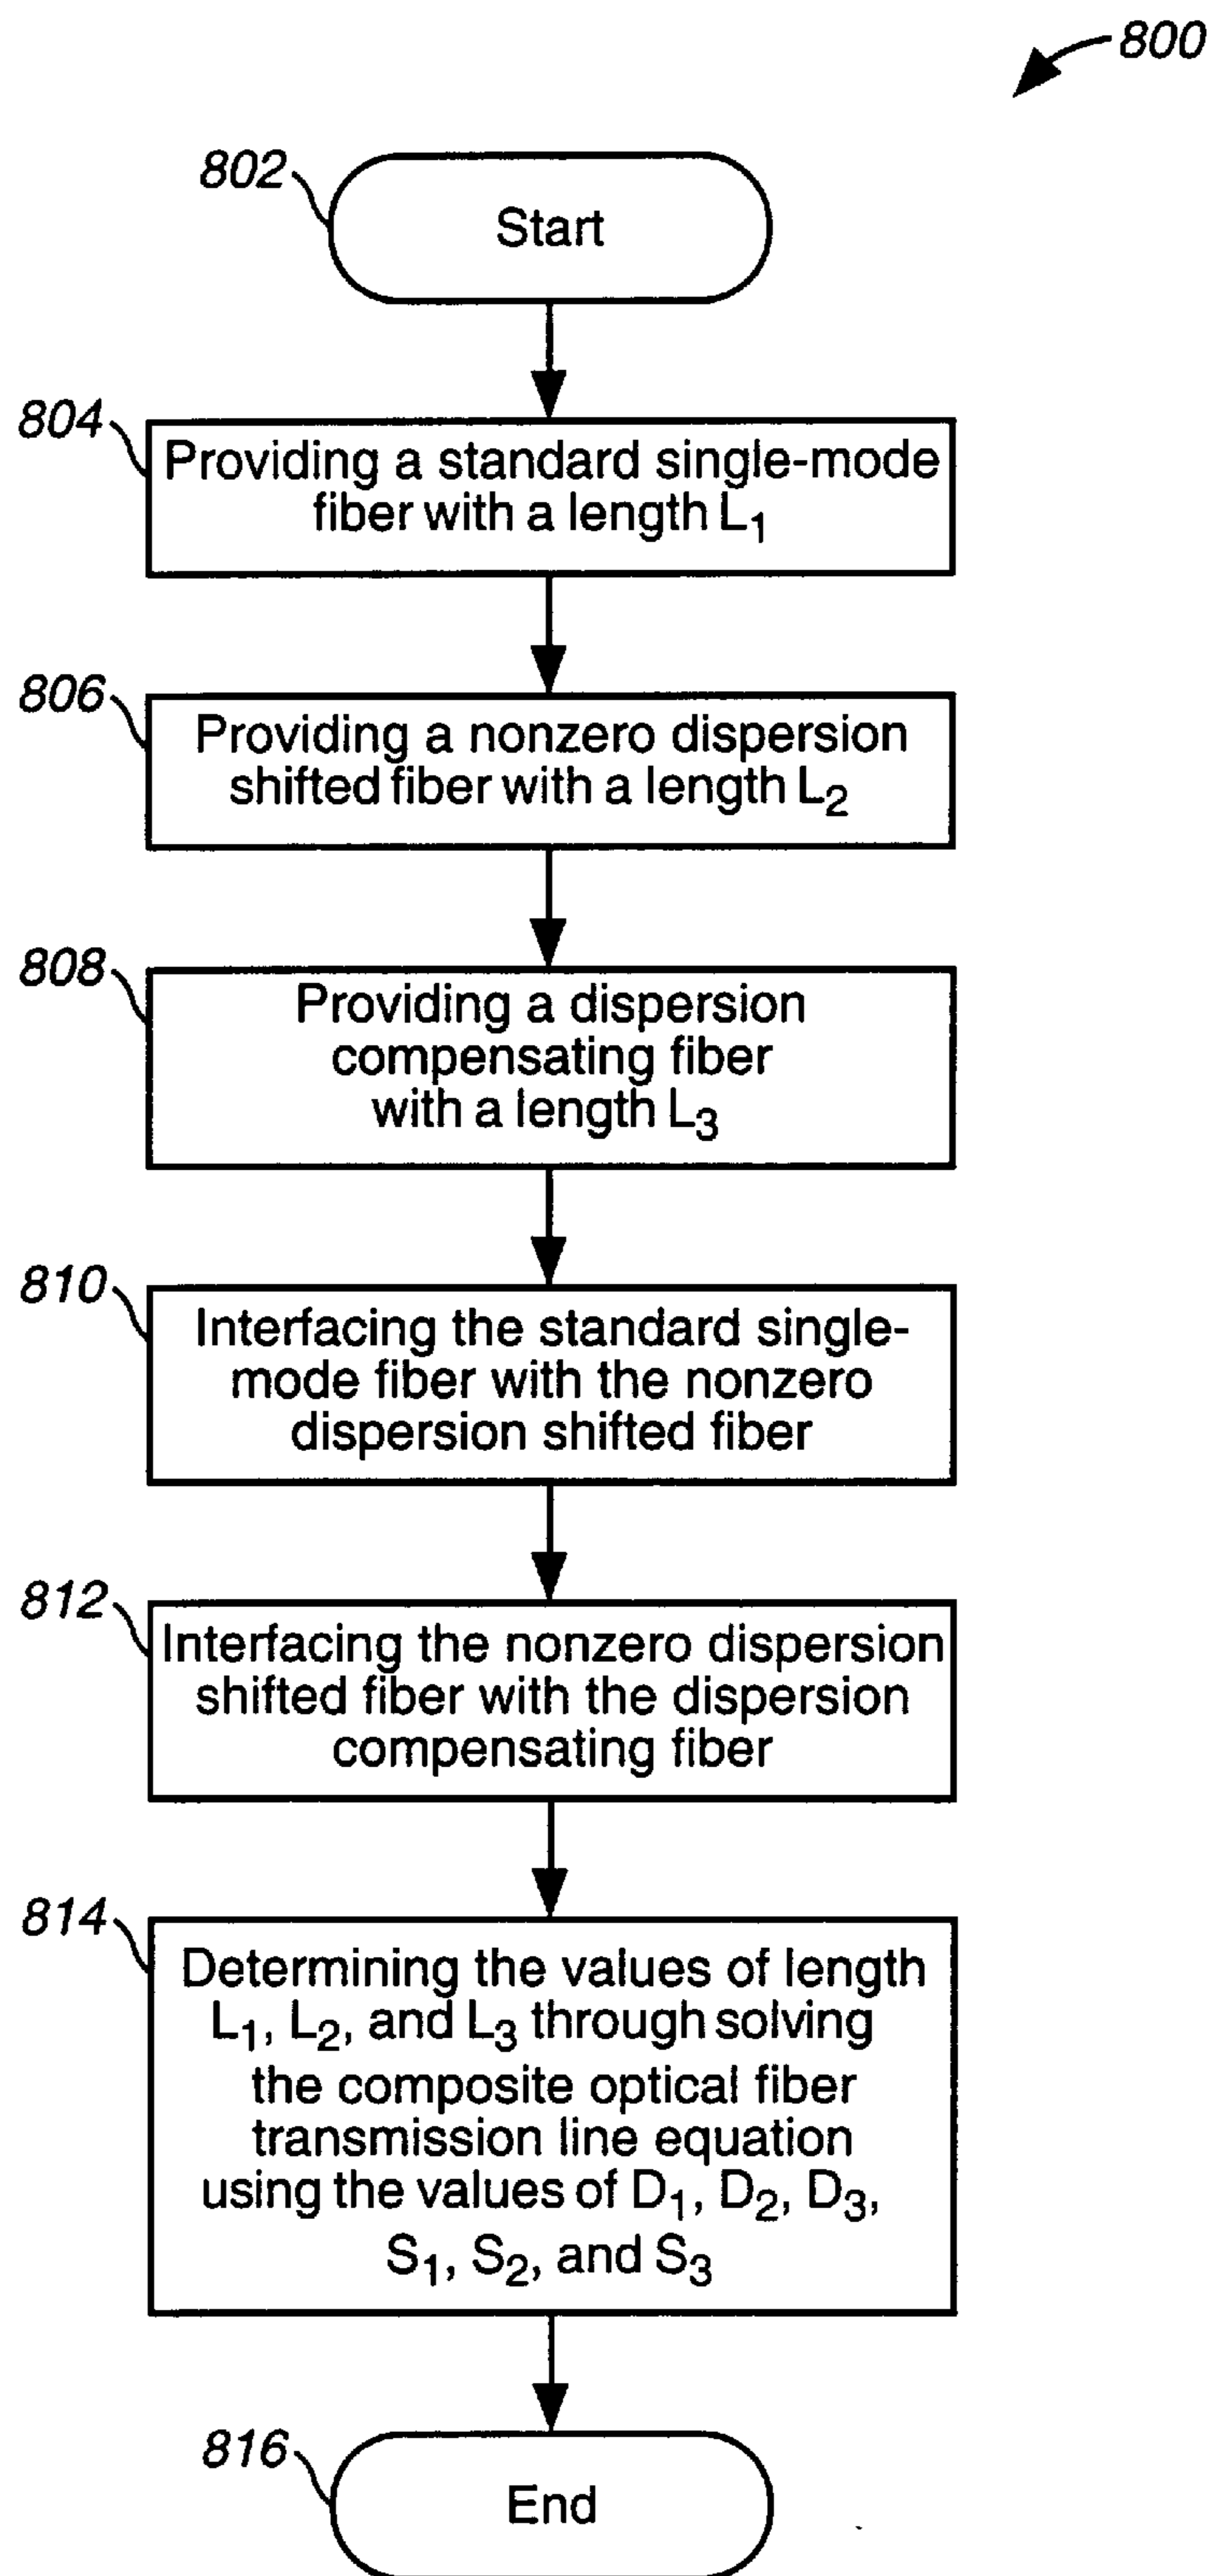 800
802
Start
804
Providing a standard single-mode
fiber with a length L₁
806
Providing a nonzero dispersion
shifted fiber with a length L₂
808
Providing a dispersion
compensating fiber
with a length L₃
810
Interfacing the standard single-
mode fiber with the nonzero
dispersion shifted fiber
812
Interfacing the nonzero dispersion
shifted fiber with the dispersion
compensating fiber
814
Determining the values of length
L₁, L₂, and L₃ through solving
the composite optical fiber
transmission line equation
using the values of D₁, D₂, D₃,
S₁, S₂, and S₃
816
End